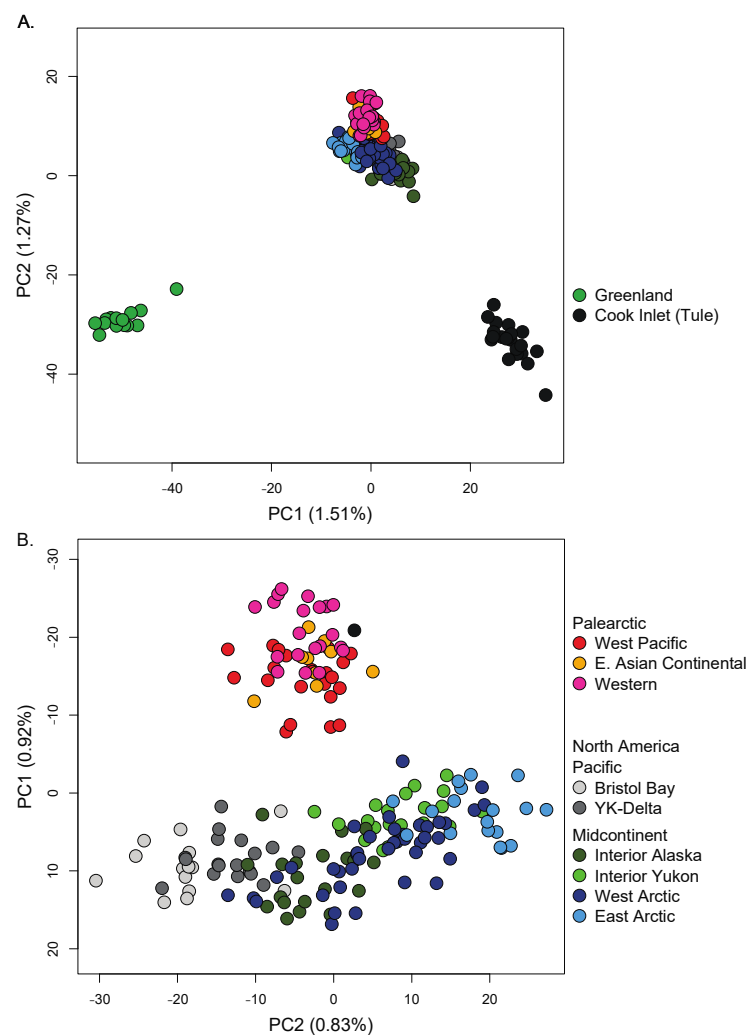 A.
20
0
-20
-40
PC2 (1.27%)
-40
-20
0
20
PC1 (1.51%)
Greenland
Cook Inlet (Tule)
B.
-30
-20
-10
0
10
20
PC1 (0.92%)
-30
-20
-10
0
10
20
PC2 (0.83%)
Palearctic
West Pacific
E. Asian Continental
Western
North America
Pacific
Bristol Bay
YK-Delta
Midcontinent
Interior Alaska
Interior Yukon
West Arctic
East Arctic